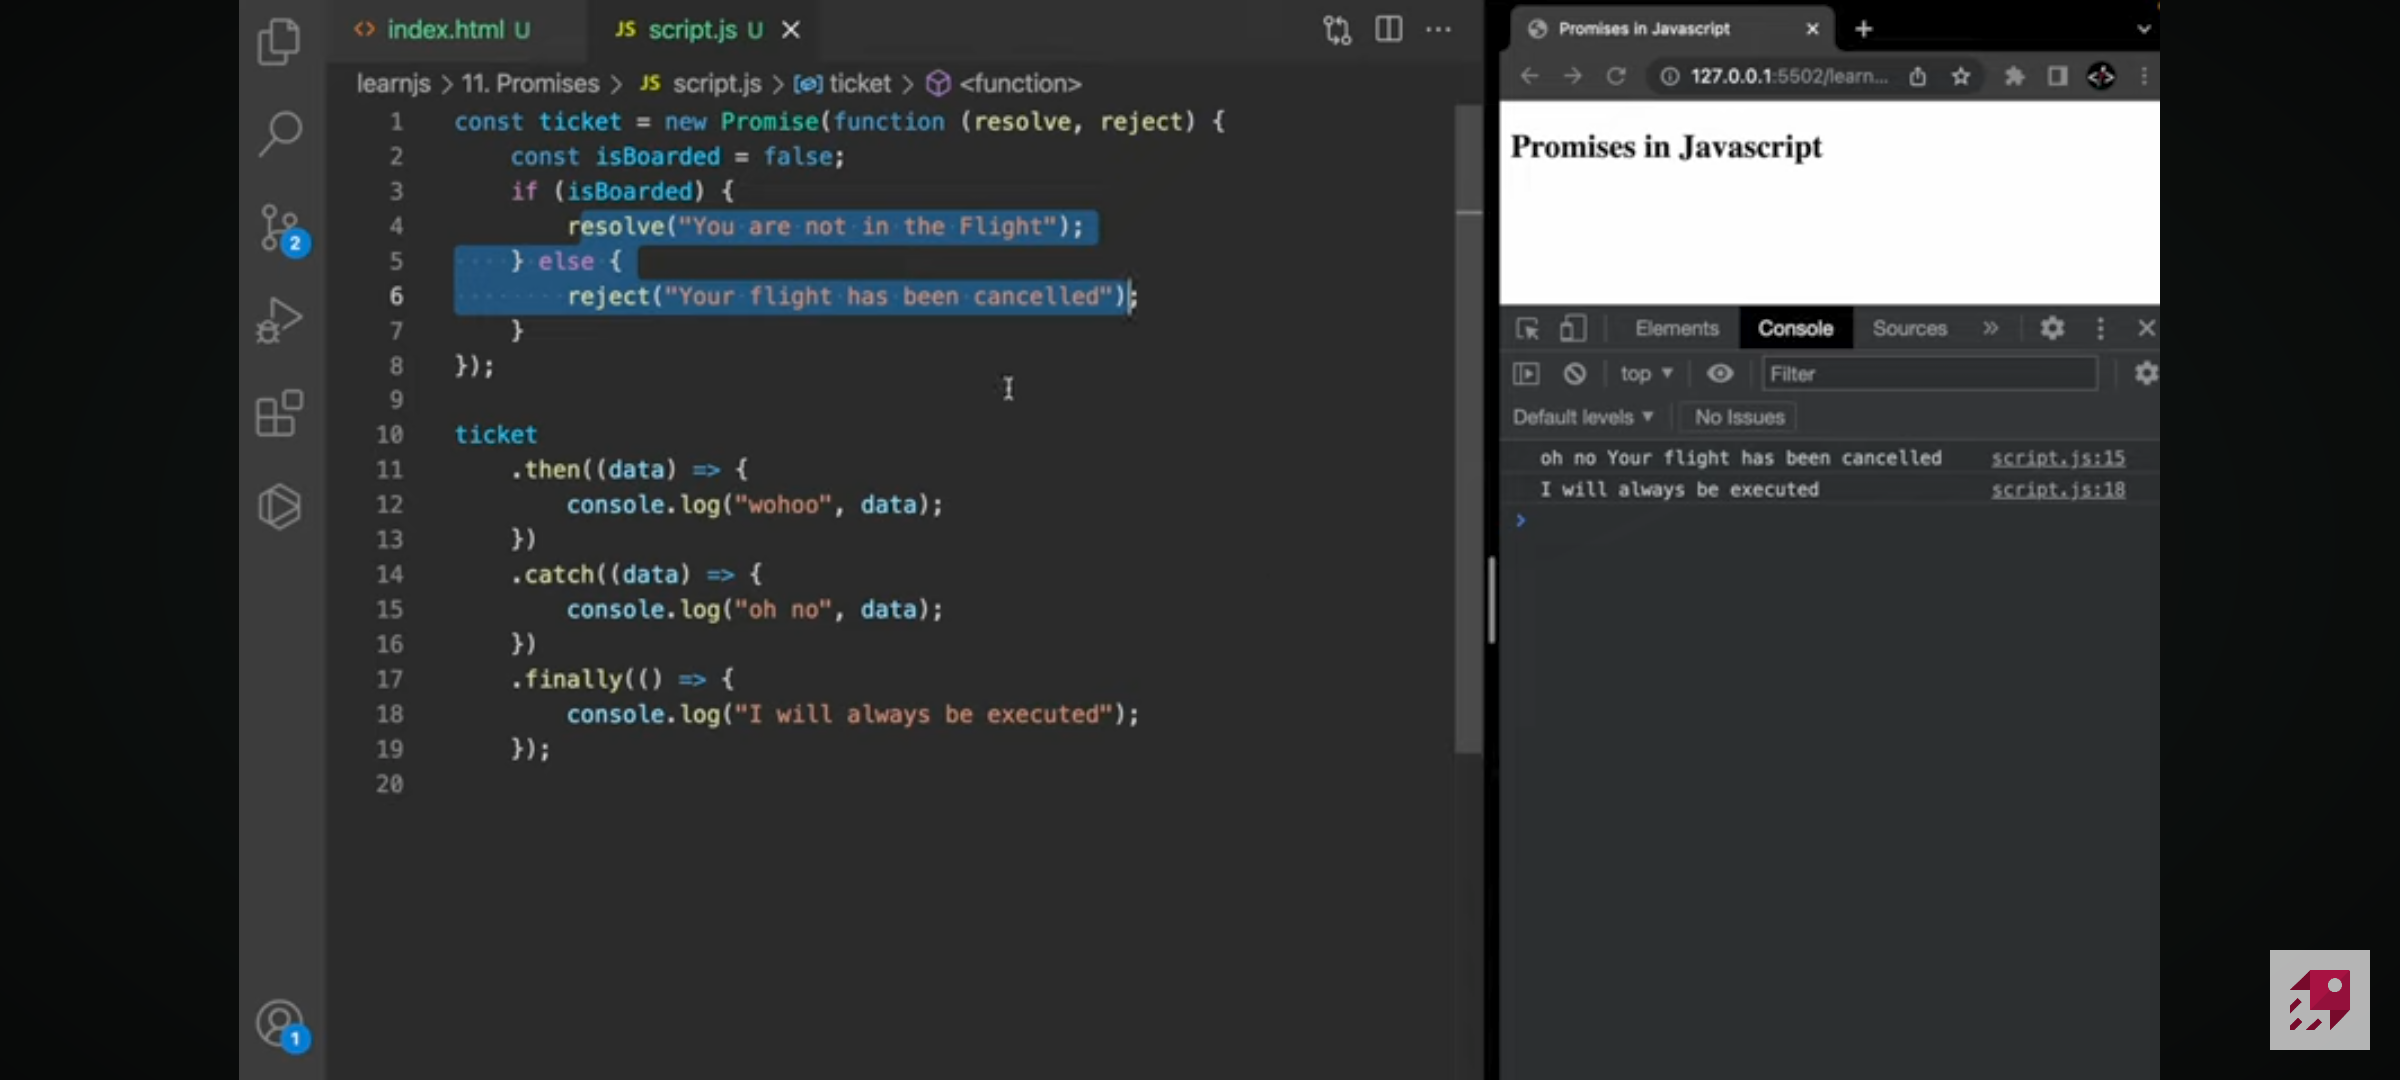 index.html U
JS script.js U
learnjs > 11. Promises > JS script.js > ticket > <function>
1 const ticket = new Promise(function (resolve, reject) {
2 const isBoarded = false;
3 if (isBoarded) {
4 resolve("You are not in the Flight");
5 } else {
6 reject("Your flight has been cancelled");
7 }
8 });
9
10 ticket
11 .then((data) => {
12 console.log("wohoo", data);
13 })
14 .catch((data) => {
15 console.log("oh no", data);
16 })
17 .finally(() => {
18 console.log("I will always be executed");
19 });
20
2
1
Promises in Javascript
127.0.0.1:5502/learn...
Promises in Javascript
Elements Console Sources
top Filter
Default levels No Issues
oh no Your flight has been cancelled script.js:15
I will always be executed script.js:18